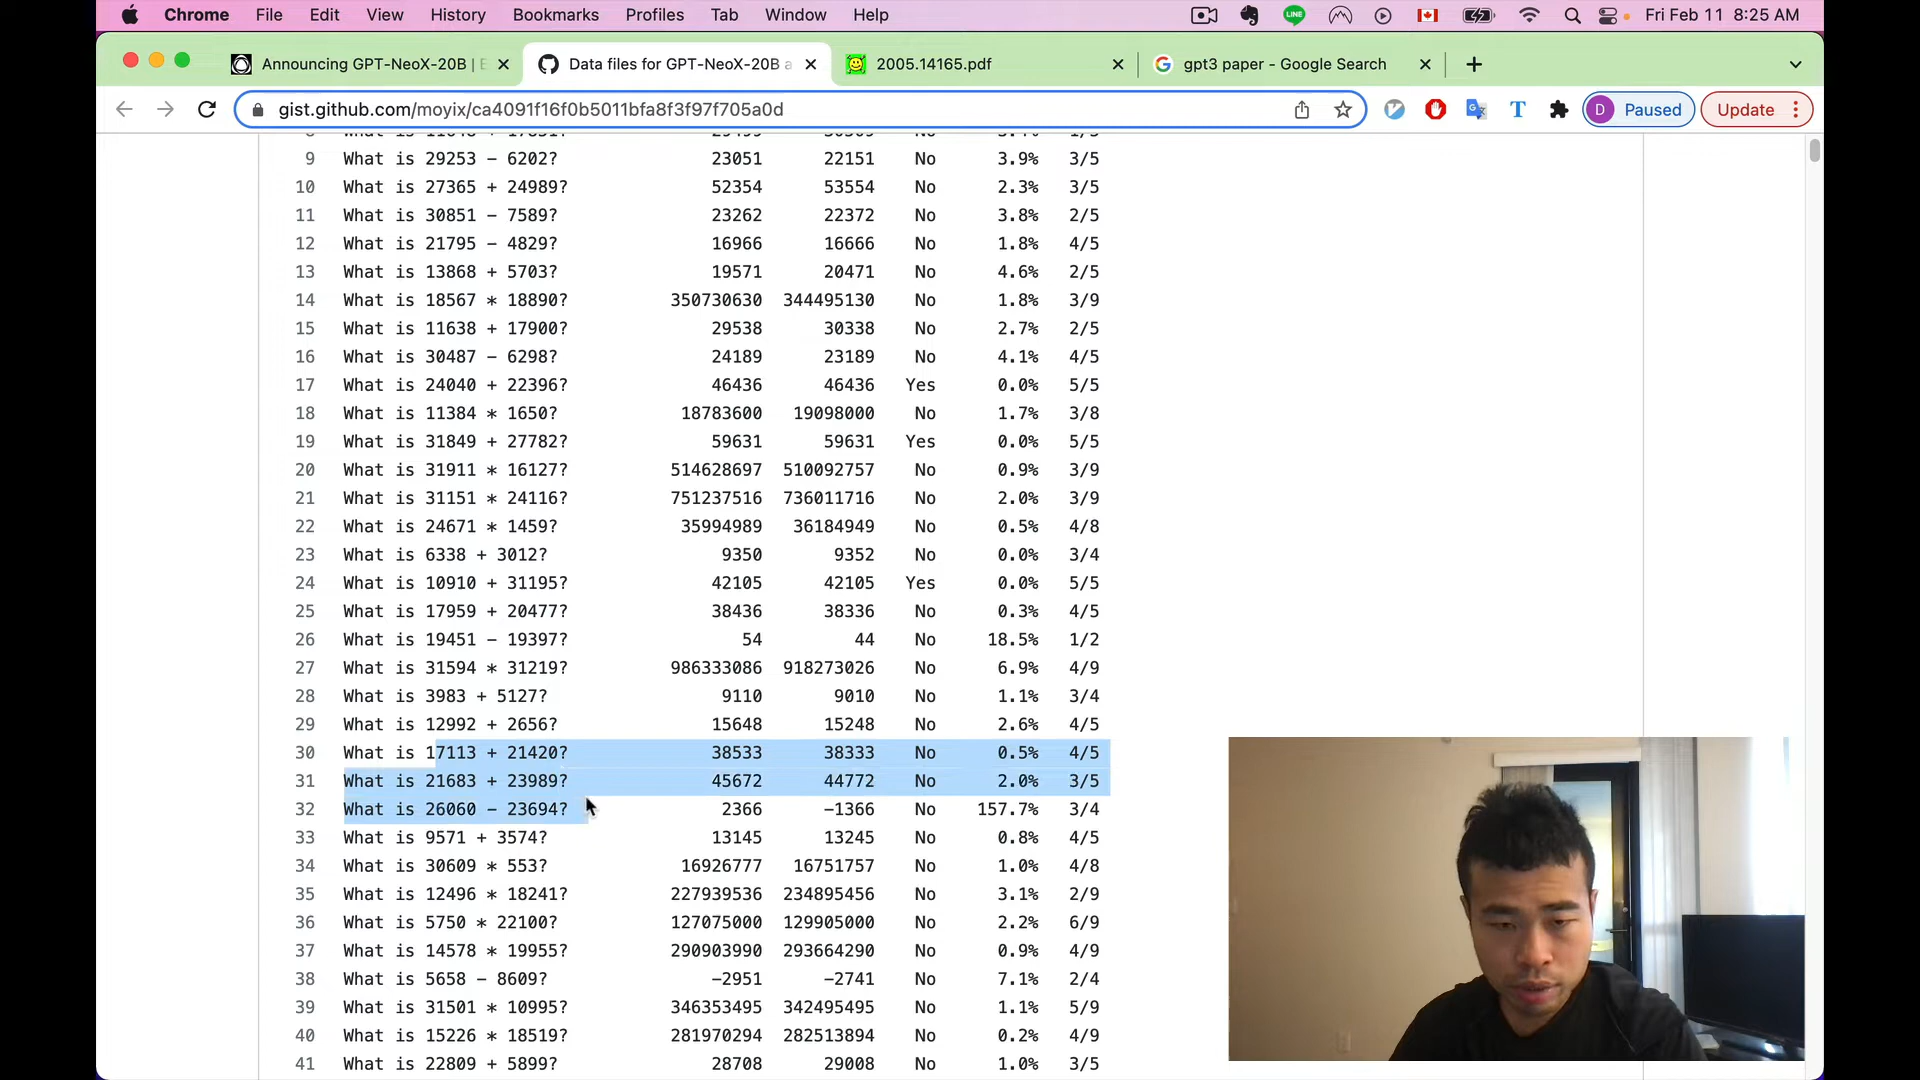 Chrome File Edit View History Bookmarks Profiles Tab Window Help Fri Feb 11 8:25 AM
Announcing GPT-NeoX-20B | E Data files for GPT-NeoX-20B a 2005.14165.pdf gpt3 paper - Google Search
gist.github.com/moyix/ca4091f16f0b5011bfa8f3f97f705a0d D Paused Update
9 What is 29253 - 6202? 23051 22151 No 3.9% 3/5
10 What is 27365 + 24989? 52354 53554 No 2.3% 3/5
11 What is 30851 - 7589? 23262 22372 No 3.8% 2/5
12 What is 21795 - 4829? 16966 16666 No 1.8% 4/5
13 What is 13868 + 5703? 19571 20471 No 4.6% 2/5
14 What is 18567 * 18890? 350730630 344495130 No 1.8% 3/9
15 What is 11638 + 17900? 29538 30338 No 2.7% 2/5
16 What is 30487 - 6298? 24189 23189 No 4.1% 4/5
17 What is 24040 + 22396? 46436 46436 Yes 0.0% 5/5
18 What is 11384 * 1650? 18783600 19098000 No 1.7% 3/8
19 What is 31849 + 27782? 59631 59631 Yes 0.0% 5/5
20 What is 31911 * 16127? 514628697 510092757 No 0.9% 3/9
21 What is 31151 * 24116? 751237516 736011716 No 2.0% 3/9
22 What is 24671 * 1459? 35994989 36184949 No 0.5% 4/8
23 What is 6338 + 3012? 9350 9352 No 0.0% 3/4
24 What is 10910 + 31195? 42105 42105 Yes 0.0% 5/5
25 What is 17959 + 20477? 38436 38336 No 0.3% 4/5
26 What is 19451 - 19397? 54 44 No 18.5% 1/2
27 What is 31594 * 31219? 986333086 918273026 No 6.9% 4/9
28 What is 3983 + 5127? 9110 9010 No 1.1% 3/4
29 What is 12992 + 2656? 15648 15248 No 2.6% 4/5
30 What is 17113 + 21420? 38533 38333 No 0.5% 4/5
31 What is 21683 + 23989? 45672 44772 No 2.0% 3/5
32 What is 26060 - 23694? 2366 -1366 No 157.7% 3/4
33 What is 9571 + 3574? 13145 13245 No 0.8% 4/5
34 What is 30609 * 553? 16926777 16751757 No 1.0% 4/8
35 What is 12496 * 18241? 227939536 234895456 No 3.1% 2/9
36 What is 5750 * 22100? 127075000 129905000 No 2.2% 6/9
37 What is 14578 * 19955? 290903990 293664290 No 0.9% 4/9
38 What is 5658 - 8609? -2951 -2741 No 7.1% 2/4
39 What is 31501 * 10995? 346353495 342495495 No 1.1% 5/9
40 What is 15226 * 18519? 281970294 282513894 No 0.2% 4/9
41 What is 22809 + 5899? 28708 29008 No 1.0% 3/5